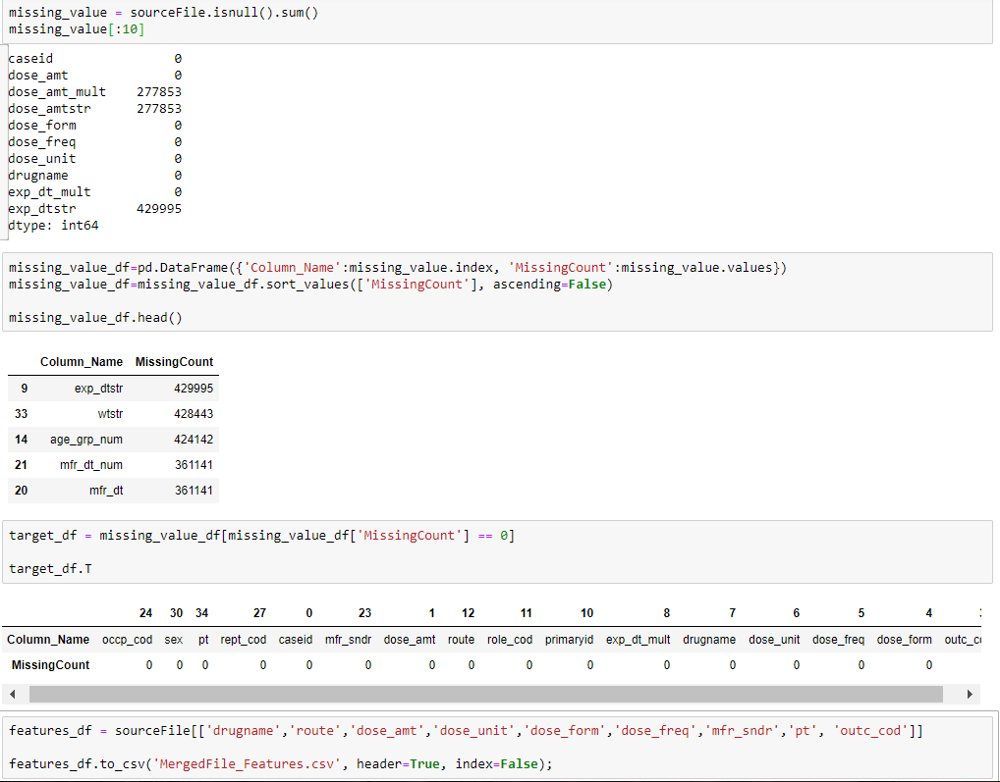 missing_value = sourceFile.isnull().sum()
missing_value[:10]
caseid 0
dose_amt 0
dose_amt_mult 277853
dose_amtstr 277853
dose_form 0
dose_freq 0
dose_unit 0
drugname 0
exp_dt_mult 0
exp_dtstr 429995
dtype: int64
missing_value_df=pd.DataFrame({'Column_Name':missing_value.index, 'MissingCount':missing_value.values})
missing_value_df=missing_value_df.sort_values(['MissingCount'], ascending=False)
missing_value_df.head()
Column_Name MissingCount
9 exp_dtstr 429995
33 wtstr 428443
14 age_grp_num 424142
21 mfr_dt_num 361141
20 mfr_dt 361141
target_df = missing_value_df[missing_value_df['MissingCount'] == 0]
target_df.T
24 30 34 27 0 23 1 12 11 10 8 7 6 5 4
Column_Name occp_cod sex pt rept_cod caseid mfr_sndr dose_amt route role_cod primaryid exp_dt_mult drugname dose_unit dose_freq dose_form
MissingCount 0 0 0 0 0 0 0 0 0 0 0 0 0 0 0
features_df = sourceFile[['drugname','route','dose_amt','dose_unit','dose_form','dose_freq','mfr_sndr','pt', 'outc_cod']]
features_df.to_csv('MergedFile_Features.csv', header=True, index=False);